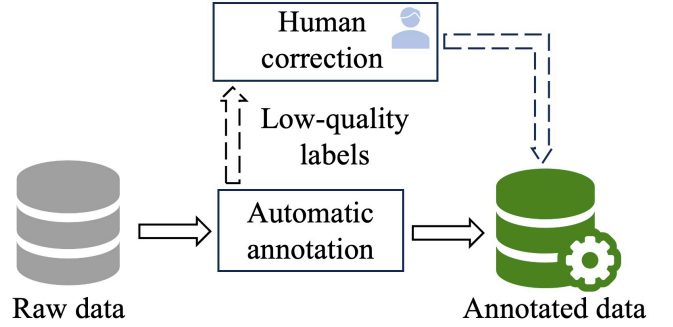 Human
correction
Low-quality
labels
Automatic
annotation
Raw data
Annotated data